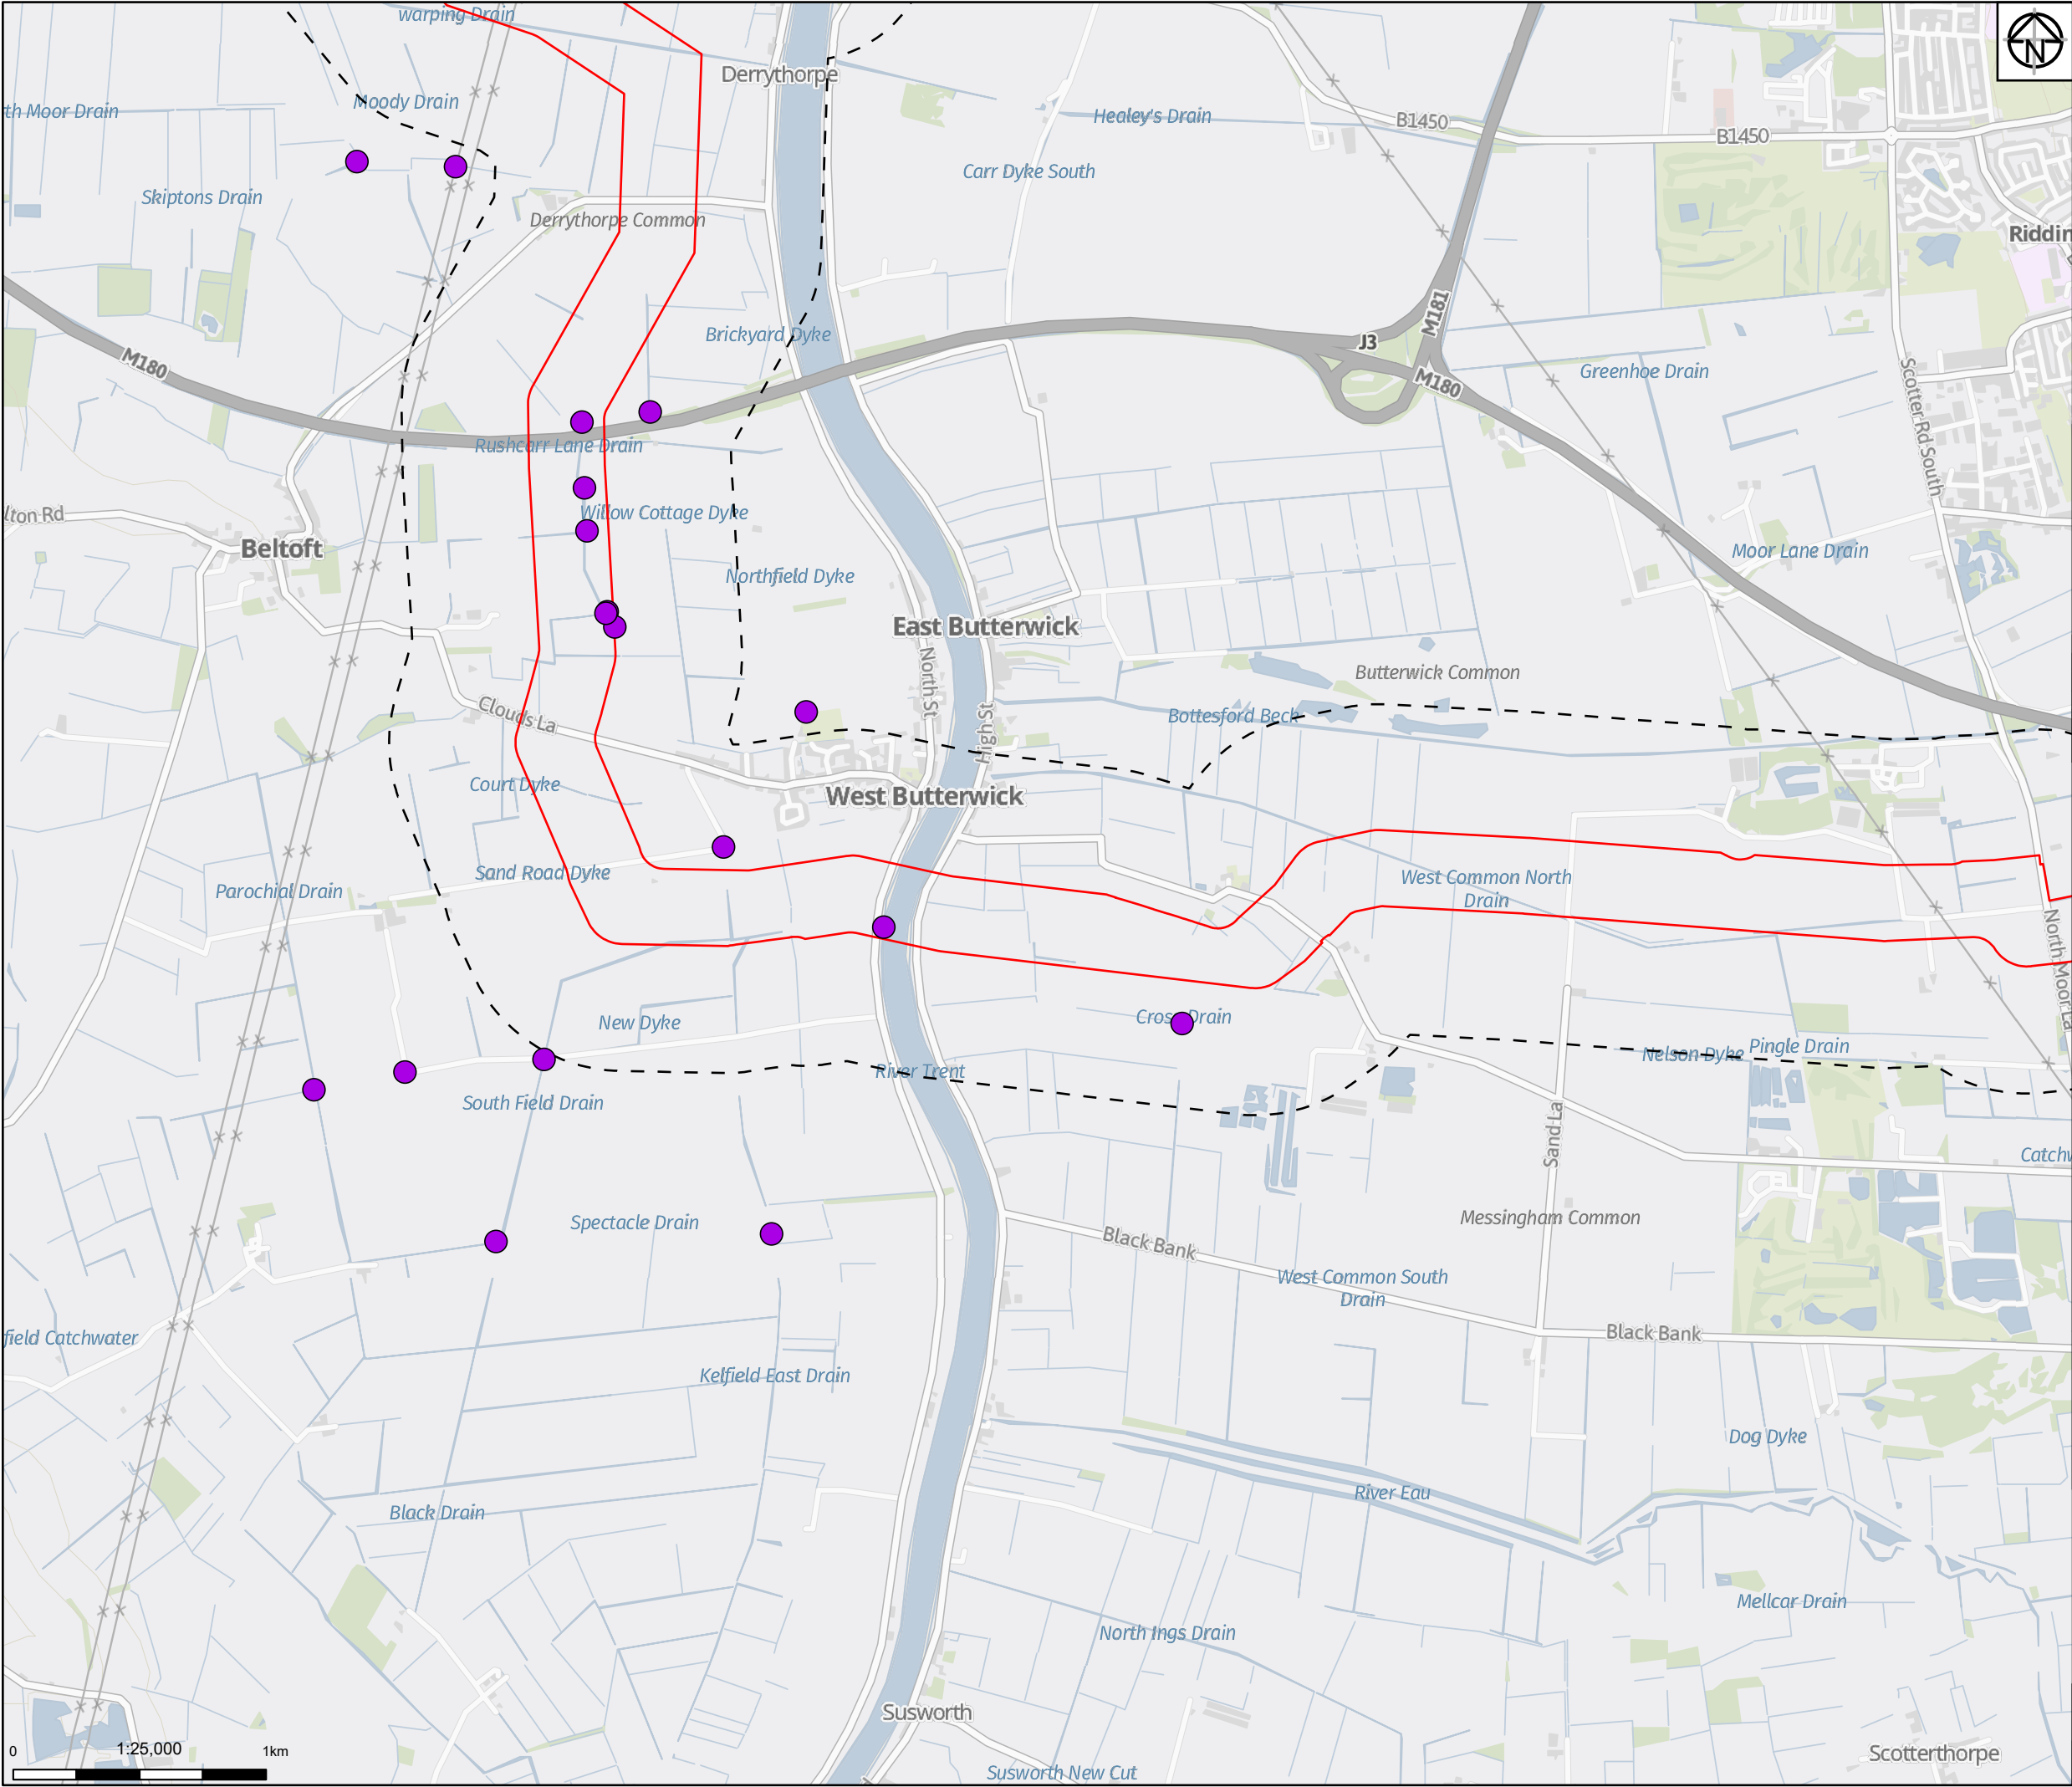 warping Drain
N
Derrythorpe
Moody Drain
th Moor Drain
Healey's Drain
B1450
B1450
Carr Dyke South
Skiptons Drain
Derrythorpe Common
Riddin
M181
Brickyard Dyke
J3
M180
M180
Greenhoe Drain
Scotter Rd South
Rushcarr Lane Drain
lton Rd
Willow Cottage Dyke
Beltoft
Moor Lane Drain
Northfield Dyke
East Butterwick
North St
Butterwick Common
Clouds La
Bottesford Beck
High St
Court Dyke
West Butterwick
Sand Road Dyke
West Common North
Drain
Parochial Drain
North Moor La
New Dyke
Cross Drain
Nelson Dyke
Pingle Drain
River Trent
South Field Drain
Sand La
Catchw
Spectacle Drain
Messingham Common
Black Bank
West Common South
Drain
field Catchwater
Black Bank
Kelfield East Drain
Dog Dyke
River Eau
Black Drain
Mellcar Drain
North Ings Drain
Susworth
0
1:25,000
1km
Scotterthorpe
Susworth New Cut